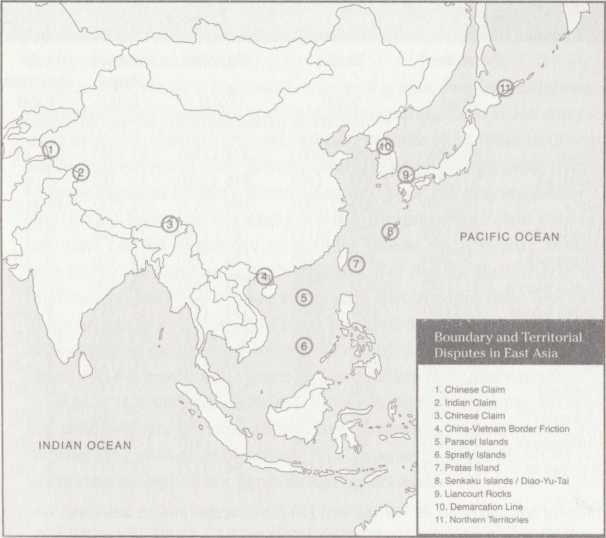 11
10
1
2
9
3
8
PACIFIC OCEAN
7
4
5
6
INDIAN OCEAN
Boundary and Territorial
Disputes in East Asia
1. Chinese Claim
2. Indian Claim
3. Chinese Claim
4. China-Vietnam Border Friction
5. Paracel Islands
6. Spratly Islands
7. Pratas Island
8. Senkaku Islands / Diao-Yu-Tai
9. Liancourt Rocks
10. Demarcation Line
11. Northern Territories